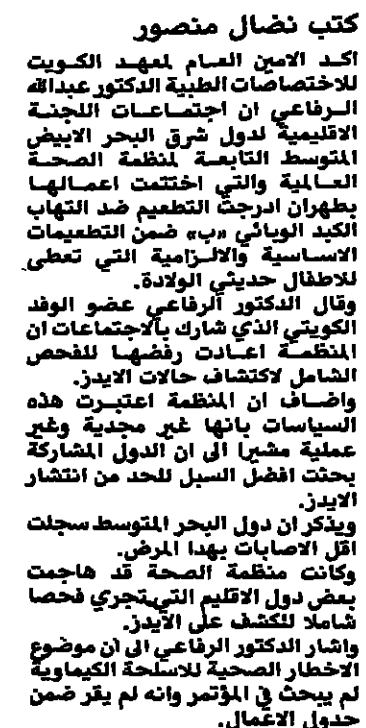 كتب نضال منصور
اكد الامين العام لمعهد الكويت
للاختصاصات الطبية الدكتور عبدالله
الرفاعي ان اجتماعات اللجنة
الاقليمية لدول شرق البحر الابيض
المتوسط التابعة لمنظمة الصحة
العالمية والتي اختتمت اعمالها
بطهران ادرجت التطعيم ضد التهاب
الكبد الوبائي «ب» ضمن التطعيمات
الاساسية والالزامية التي تعطى
للاطفال حديثي الولادة.
وقال الدكتور الرفاعي عضو الوفد
الكويتي الذي شارك بالاجتماعات ان
المنظمة اعادت رفضها للفحص
الشامل لاكتشاف حالات الايدز.
واضاف ان المنظمة اعتبرت هذه
السياسات بانها غير مجدية وغير
عملية مشيرا الى ان الدول المشاركة
بحثت افضل السبل للحد من انتشار
الايدز.
ويذكر ان دول البحر المتوسط سجلت
اقل الاصابات بهذا المرض.
وكانت منظمة الصحة قد هاجمت
بعض دول الاقليم التي تجري فحصا
شاملا للكشف على الايدز.
واشار الدكتور الرفاعي الى ان موضوع
الاخطار الصحية للاسلحة الكيماوية
لم يبحث في المؤتمر وانه لم يقر ضمن
جدول الاعمال.